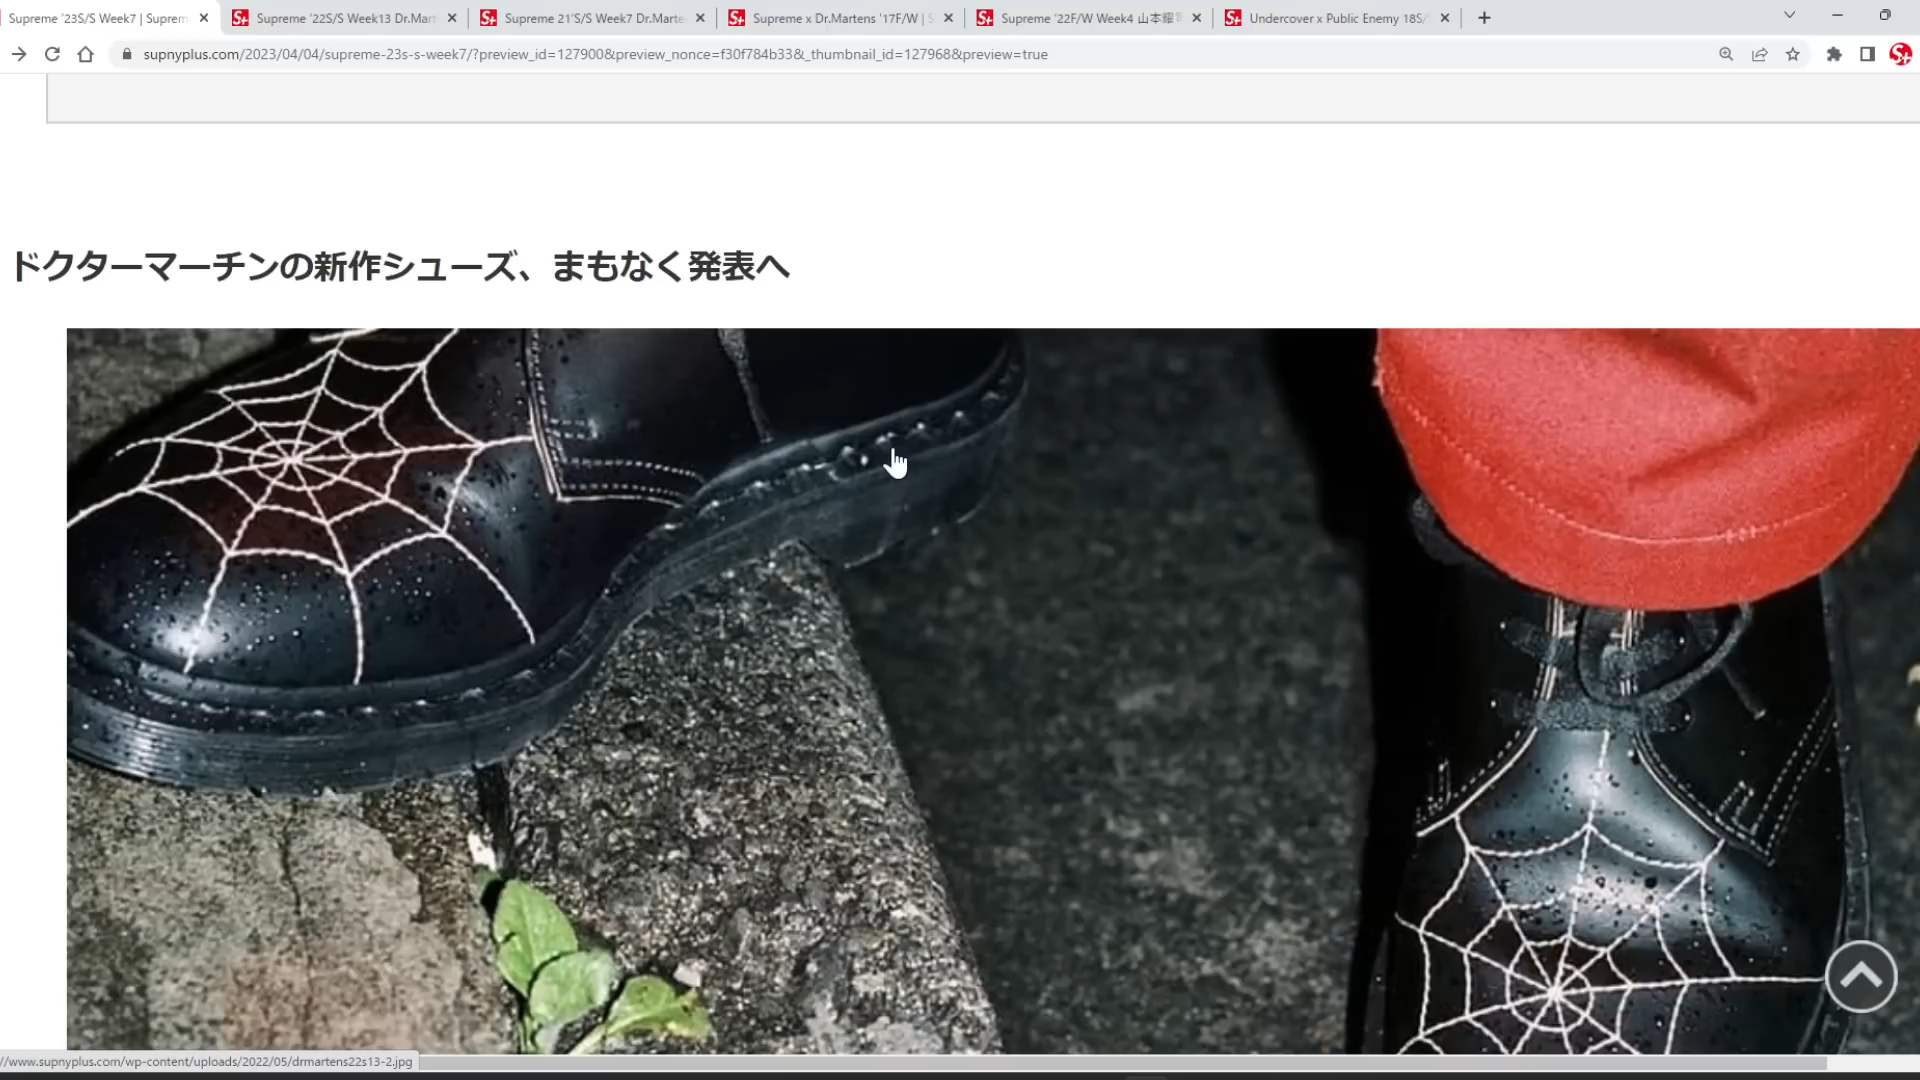 Supreme '23S/S Week7 | Suprem
Supreme '22S/S Week13 Dr.Mart
Supreme 21'S/S Week7 Dr.Marte
Supreme x Dr.Martens '17F/W | S
Supreme '22F/W Week4 山本耀
Undercover x Public Enemy 18S/
supnyplus.com/2023/04/04/supreme-23s-s-week7/?preview_id=127900&preview_nonce=f30f784b33&_thumbnail_id=127968&preview=true
ドクターマーチンの新作シューズ、まもなく発表へ
//www.supnyplus.com/wp-content/uploads/2022/05/drmartens22s13-2.jpg